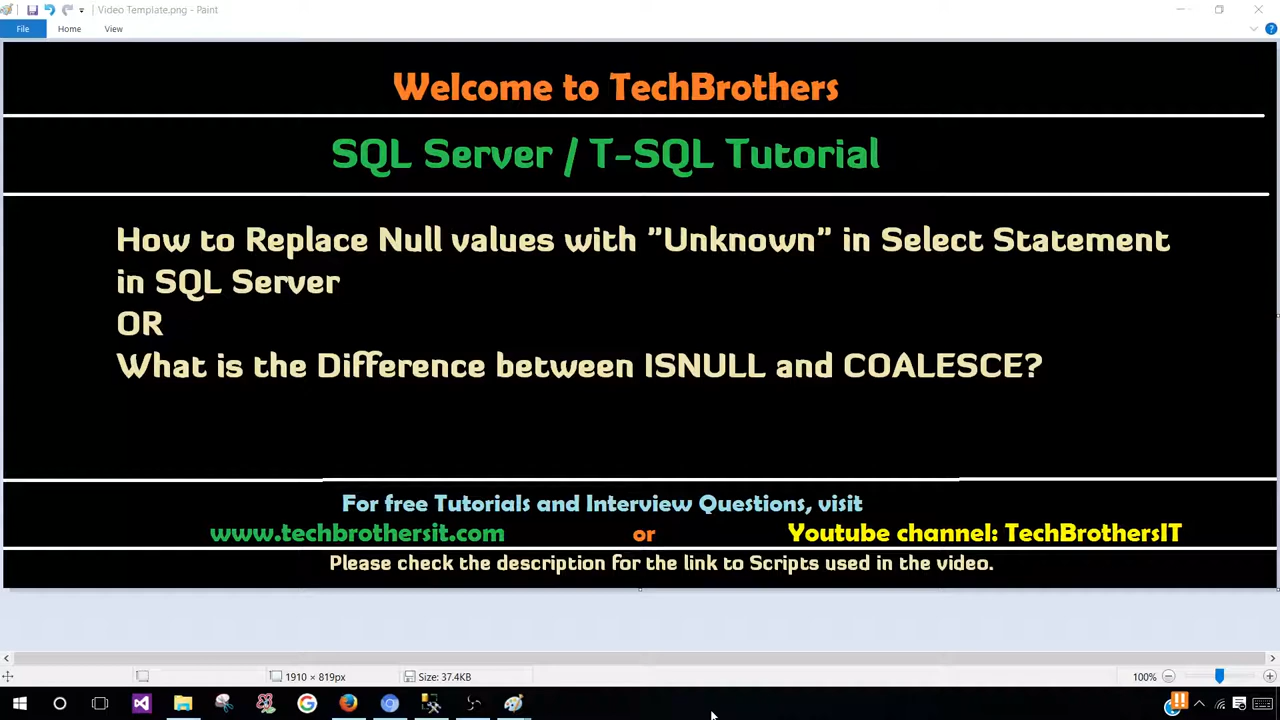 Video Template.png - Paint
File Home View
Welcome to TechBrothers
SQL Server / T-SQL Tutorial
How to Replace Null values with "Unknown" in Select Statement
in SQL Server
OR
What is the Difference between ISNULL and COALESCE?
For free Tutorials and Interview Questions, visit
www.techbrothersit.com or Youtube channel: TechBrothersIT
Please check the description for the link to Scripts used in the video.
1910 × 819px Size: 37.4KB 100%